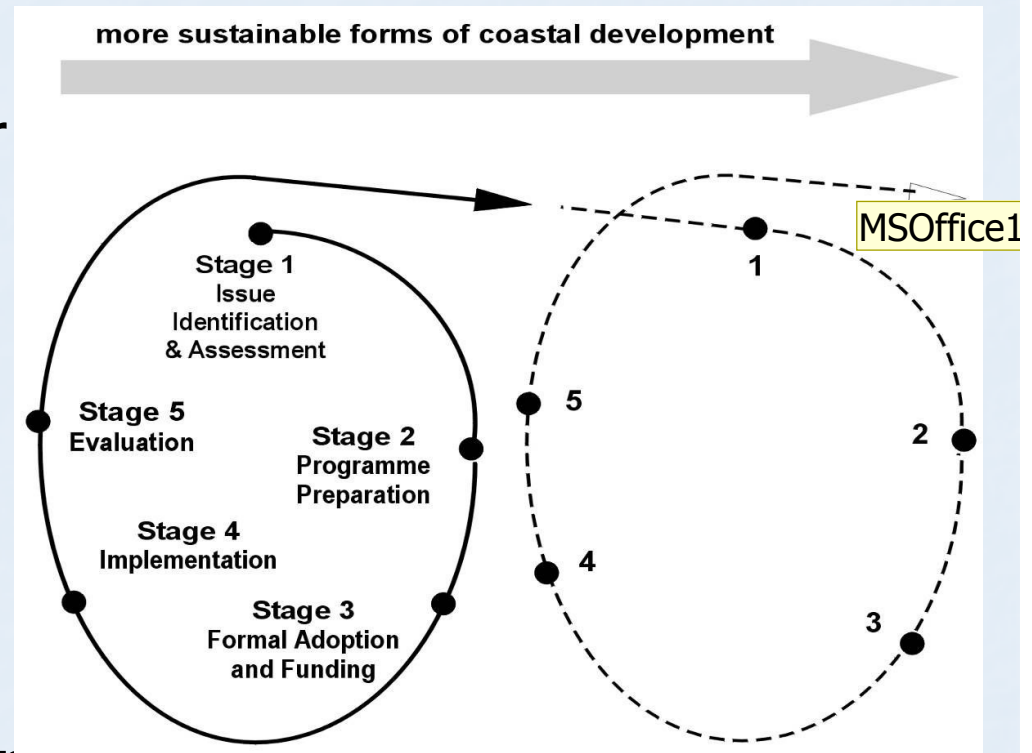 more sustainable forms of coastal development
MSOffice1
Stage 1
Issue
Identification
& Assessment
1
Stage 5
Evaluation
Stage 2
Programme
Preparation
5
2
Stage 4
Implementation
4
Stage 3
Formal Adoption
and Funding
3